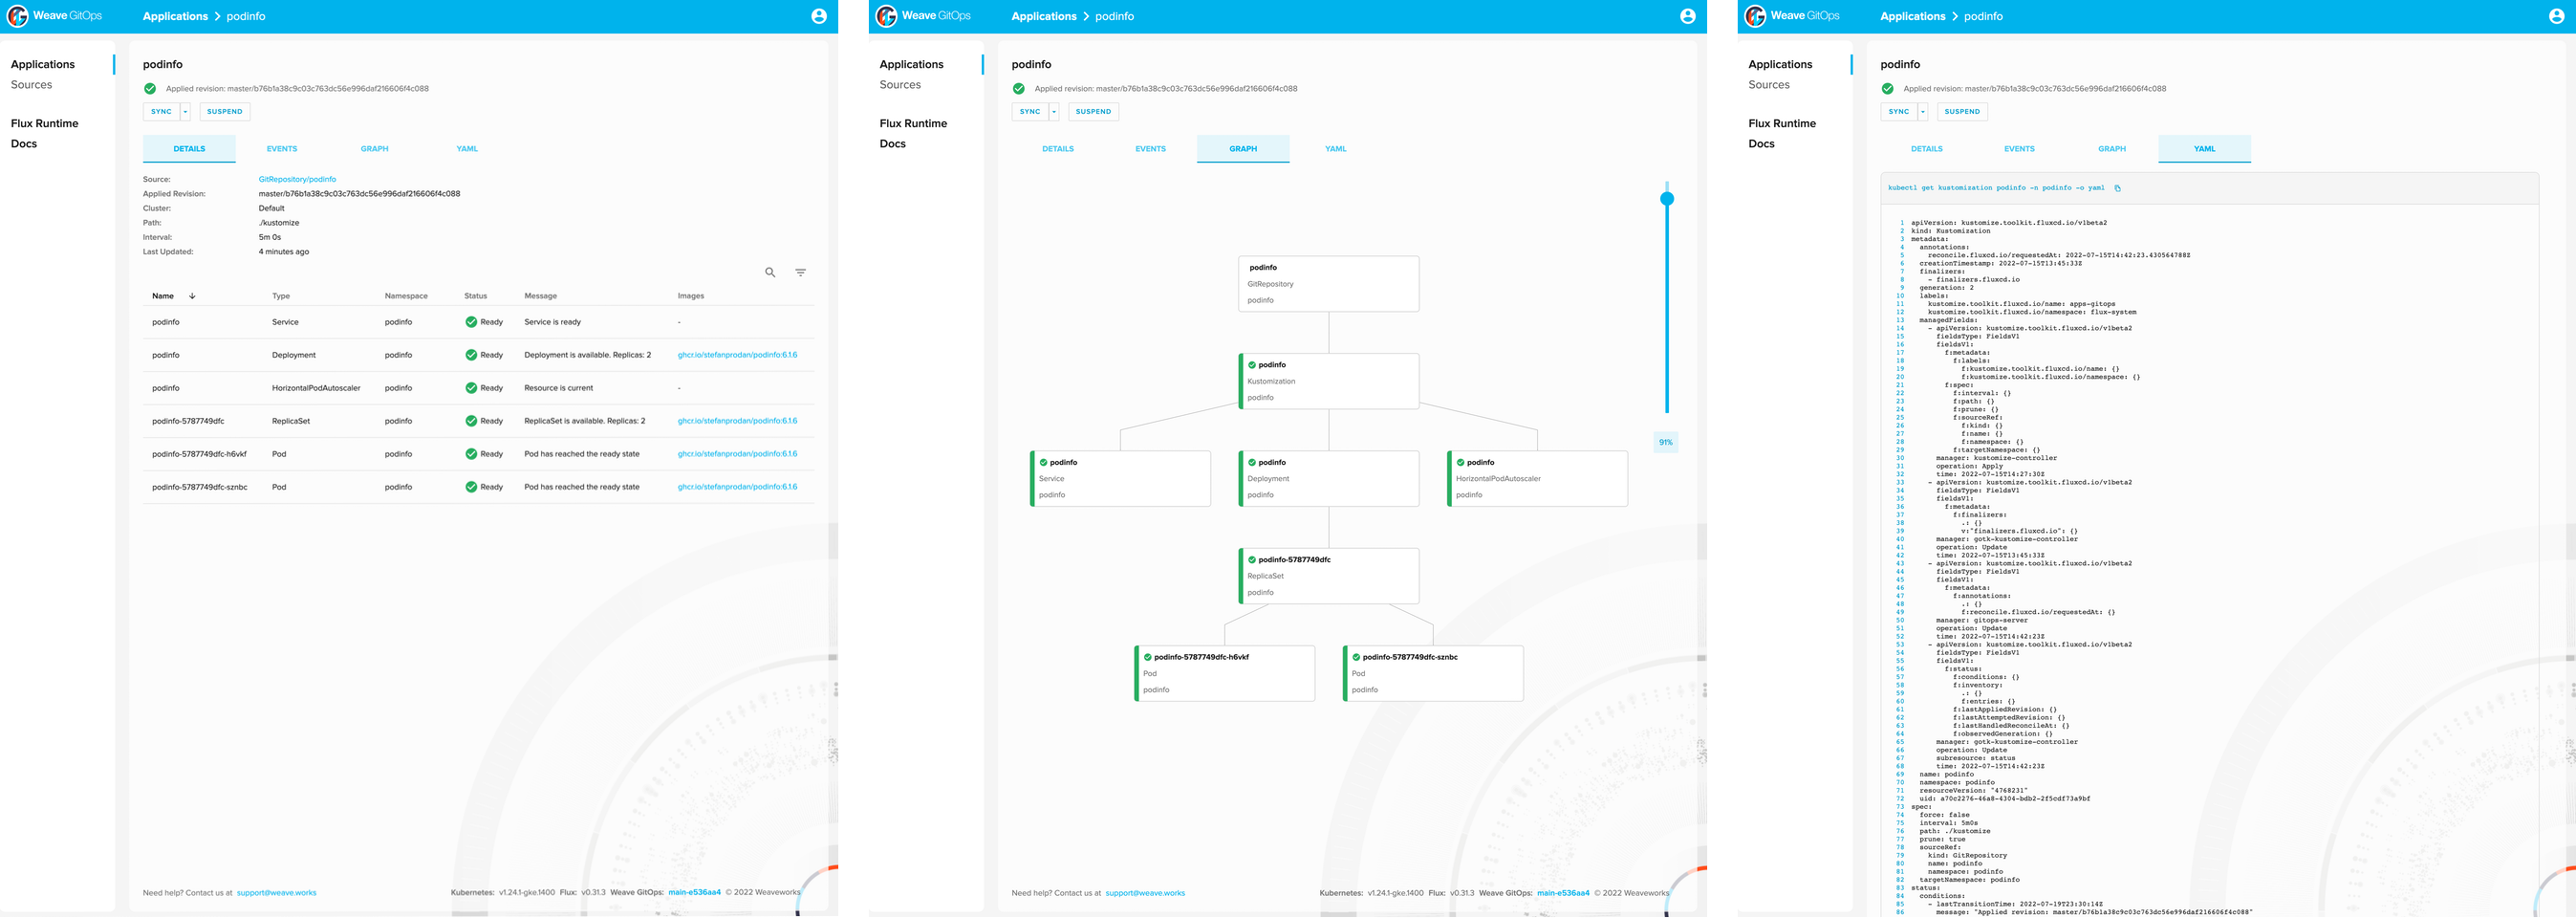 Weave GitOps
Applications > podinfo
Applications
Sources
Flux Runtime
Docs
podinfo
Applied revision: master/b76b1a38c9c03c763dc56e996daf216606f4c088
SYNC SUSPEND
DETAILS EVENTS GRAPH YAML
Source: GitRepository/podinfo
Applied Revision: master/b76b1a38c9c03c763dc56e996daf216606f4c088
Cluster: Default
Path: ./kustomize
Interval: 5m 0s
Last Updated: 4 minutes ago
Name Type Namespace Status Message Images
podinfo Service podinfo Ready Service is ready -
podinfo Deployment podinfo Ready Deployment is available. Replicas: 2 ghcr.io/stefanprodan/podinfo:6.1.6
podinfo HorizontalPodAutoscaler podinfo Ready Resource is current -
podinfo-5787749dfc ReplicaSet podinfo Ready ReplicaSet is available. Replicas: 2 ghcr.io/stefanprodan/podinfo:6.1.6
podinfo-5787749dfc-h6vkf Pod podinfo Ready Pod has reached the ready state ghcr.io/stefanprodan/podinfo:6.1.6
podinfo-5787749dfc-sznbc Pod podinfo Ready Pod has reached the ready state ghcr.io/stefanprodan/podinfo:6.1.6
Need help? Contact us at support@weave.works
Kubernetes: v1.24.1-gke.1400 Flux: v0.31.3 Weave GitOps: main-e536aa4 © 2022 Weaveworks
Weave GitOps
Applications > podinfo
Applications
Sources
Flux Runtime
Docs
podinfo
Applied revision: master/b76b1a38c9c03c763dc56e996daf216606f4c088
SYNC SUSPEND
DETAILS EVENTS GRAPH YAML
podinfo
GitRepository
podinfo
podinfo
Kustomization
podinfo
91%
podinfo
Service
podinfo
podinfo
Deployment
podinfo
podinfo
HorizontalPodAutoscaler
podinfo
podinfo-5787749dfc
ReplicaSet
podinfo
podinfo-5787749dfc-h6vkf
Pod
podinfo
podinfo-5787749dfc-sznbc
Pod
podinfo
Need help? Contact us at support@weave.works
Kubernetes: v1.24.1-gke.1400 Flux: v0.31.3 Weave GitOps: main-e536aa4 © 2022 Weaveworks
Weave GitOps
Applications > podinfo
Applications
Sources
Flux Runtime
Docs
podinfo
Applied revision: master/b76b1a38c9c03c763dc56e996daf216606f4c088
SYNC SUSPEND
DETAILS EVENTS GRAPH YAML
kubectl get kustomization podinfo -n podinfo -o yaml
1 apiVersion: kustomize.toolkit.fluxcd.io/v1beta2
2 kind: Kustomization
3 metadata:
4 annotations:
5 reconcile.fluxcd.io/requestedAt: 2022-07-15T14:42:23.430564788Z
6 creationTimestamp: 2022-07-15T13:45:33Z
7 finalizers:
8 - finalizers.fluxcd.io
9 generation: 2
10 labels:
11 kustomize.toolkit.fluxcd.io/name: apps-gitops
12 kustomize.toolkit.fluxcd.io/namespace: flux-system
13 managedFields:
14 - apiVersion: kustomize.toolkit.fluxcd.io/v1beta2
15 fieldsType: FieldsV1
16 fieldsV1:
17 f:metadata:
18 f:labels:
19 f:kustomize.toolkit.fluxcd.io/name: {}
20 f:kustomize.toolkit.fluxcd.io/namespace: {}
21 f:spec:
22 f:interval: {}
23 f:path: {}
24 f:prune: {}
25 f:sourceRef:
26 f:kind: {}
27 f:name: {}
28 f:namespace: {}
29 f:targetNamespace: {}
30 manager: kustomize-controller
31 operation: Apply
32 time: 2022-07-15T14:27:30Z
33 - apiVersion: kustomize.toolkit.fluxcd.io/v1beta2
34 fieldsType: FieldsV1
35 fieldsV1:
36 f:metadata:
37 f:finalizers:
38 .: {}
39 v:"finalizers.fluxcd.io": {}
40 manager: gotk-kustomize-controller
41 operation: Update
42 time: 2022-07-15T13:45:33Z
43 - apiVersion: kustomize.toolkit.fluxcd.io/v1beta2
44 fieldsType: FieldsV1
45 fieldsV1:
46 f:metadata:
47 f:annotations:
48 .: {}
49 f:reconcile.fluxcd.io/requestedAt: {}
50 manager: gitops-server
51 operation: Update
52 time: 2022-07-15T14:42:23Z
53 - apiVersion: kustomize.toolkit.fluxcd.io/v1beta2
54 fieldsType: FieldsV1
55 fieldsV1:
56 f:status:
57 f:conditions: {}
58 f:inventory:
59 .: {}
60 f:entries: {}
61 f:lastAppliedRevision: {}
62 f:lastAttemptedRevision: {}
63 f:lastHandledReconcileAt: {}
64 f:observedGeneration: {}
65 manager: gotk-kustomize-controller
66 operation: Update
67 subresource: status
68 time: 2022-07-15T14:42:23Z
69 name: podinfo
70 namespace: podinfo
71 resourceVersion: "4768231"
72 uid: a70c2276-46a8-4304-bdb2-2f5cdf73a9bf
73 spec:
74 force: false
75 interval: 5m0s
76 path: ./kustomize
77 prune: true
78 sourceRef:
79 kind: GitRepository
80 name: podinfo
81 namespace: podinfo
82 targetNamespace: podinfo
83 status:
84 conditions:
85 - lastTransitionTime: 2022-07-19T23:30:14Z
86 message: "Applied revision: master/b76b1a38c9c03c763dc56e996daf216606f4c088"